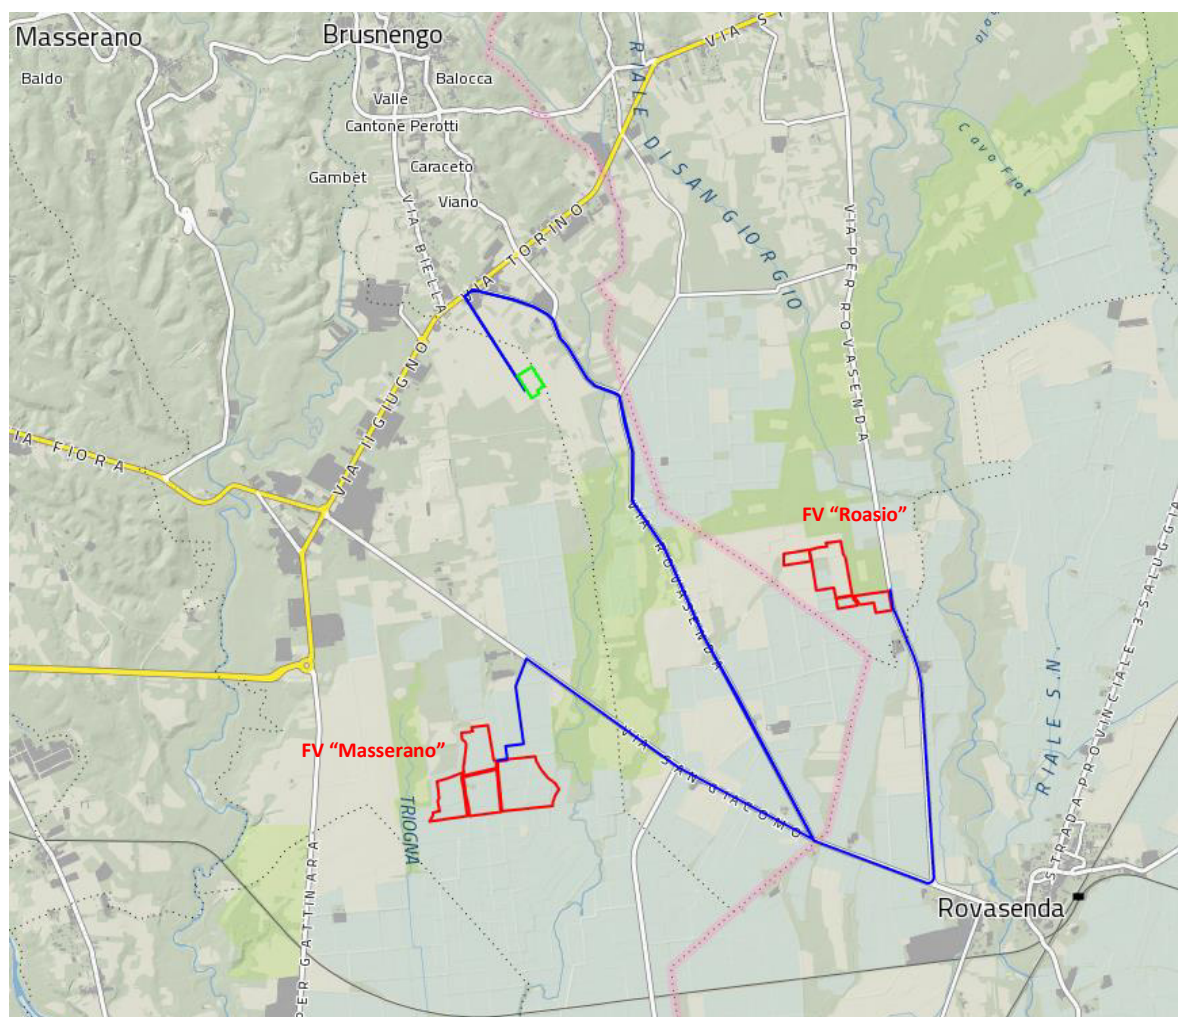 Masserano
Brusnengo
Baldo
Balocca
Valle
Cantone Perotti
Caraceto
Gambet
Viano
VIA BIELLA
VIA TORINO
RIALE DI SAN GIORGIO
Cavo Fiat
VIA PER ROVASENDA
VIA II GIUGNO
IA FIORA
FV “Roasio”
VIA ROVASENDA
STRADA PROVINCIALE 3 SALUGGIA
RIALE S.N.
FV “Masserano”
VIA SAN GIACOMO
TRIOGNA
PER GATTINARA
Rovasenda